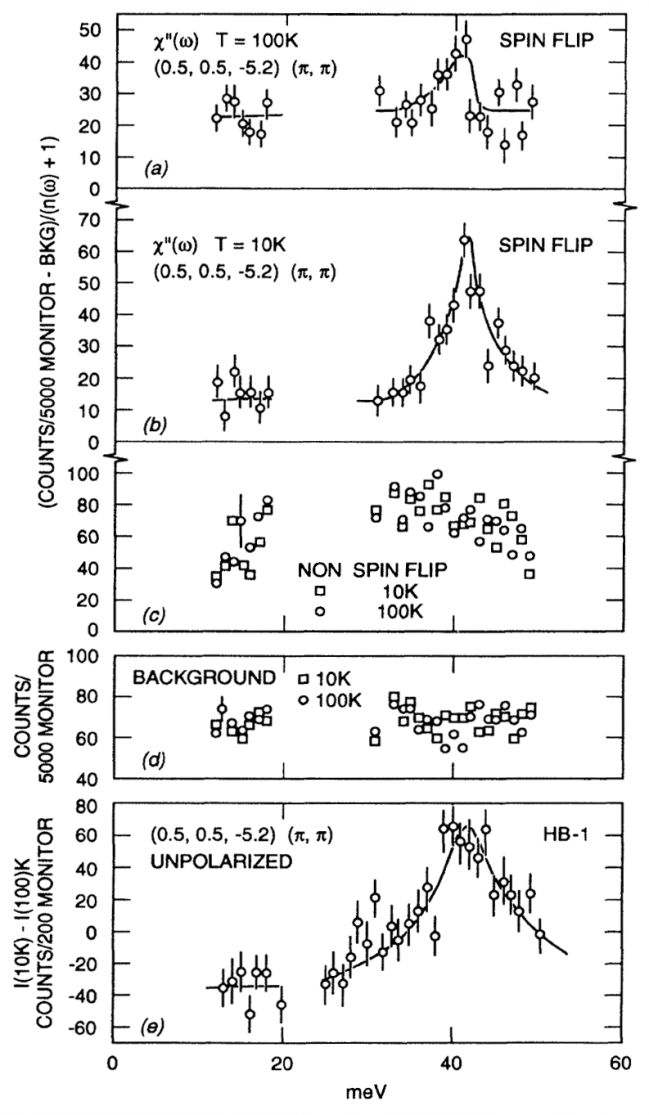 (COUNTS/5000 MONITOR - BKG)/(n(ω) + 1)
50
40
30
20
10
0
χ"(ω) T = 100K
SPIN FLIP
(0.5, 0.5, -5.2) (π, π)
(a)
70
60
50
40
30
20
10
0
χ"(ω) T = 10K
SPIN FLIP
(0.5, 0.5, -5.2) (π, π)
(b)
100
80
60
40
20
0
NON SPIN FLIP
10K
100K
(c)
COUNTS/
5000 MONITOR
100
80
60
40
BACKGROUND
10K
100K
(d)
I(10K) - I(100)K
COUNTS/200 MONITOR
80
60
40
20
0
-20
-40
-60
(0.5, 0.5, -5.2) (π, π)
HB-1
UNPOLARIZED
(e)
0
20
40
60
meV